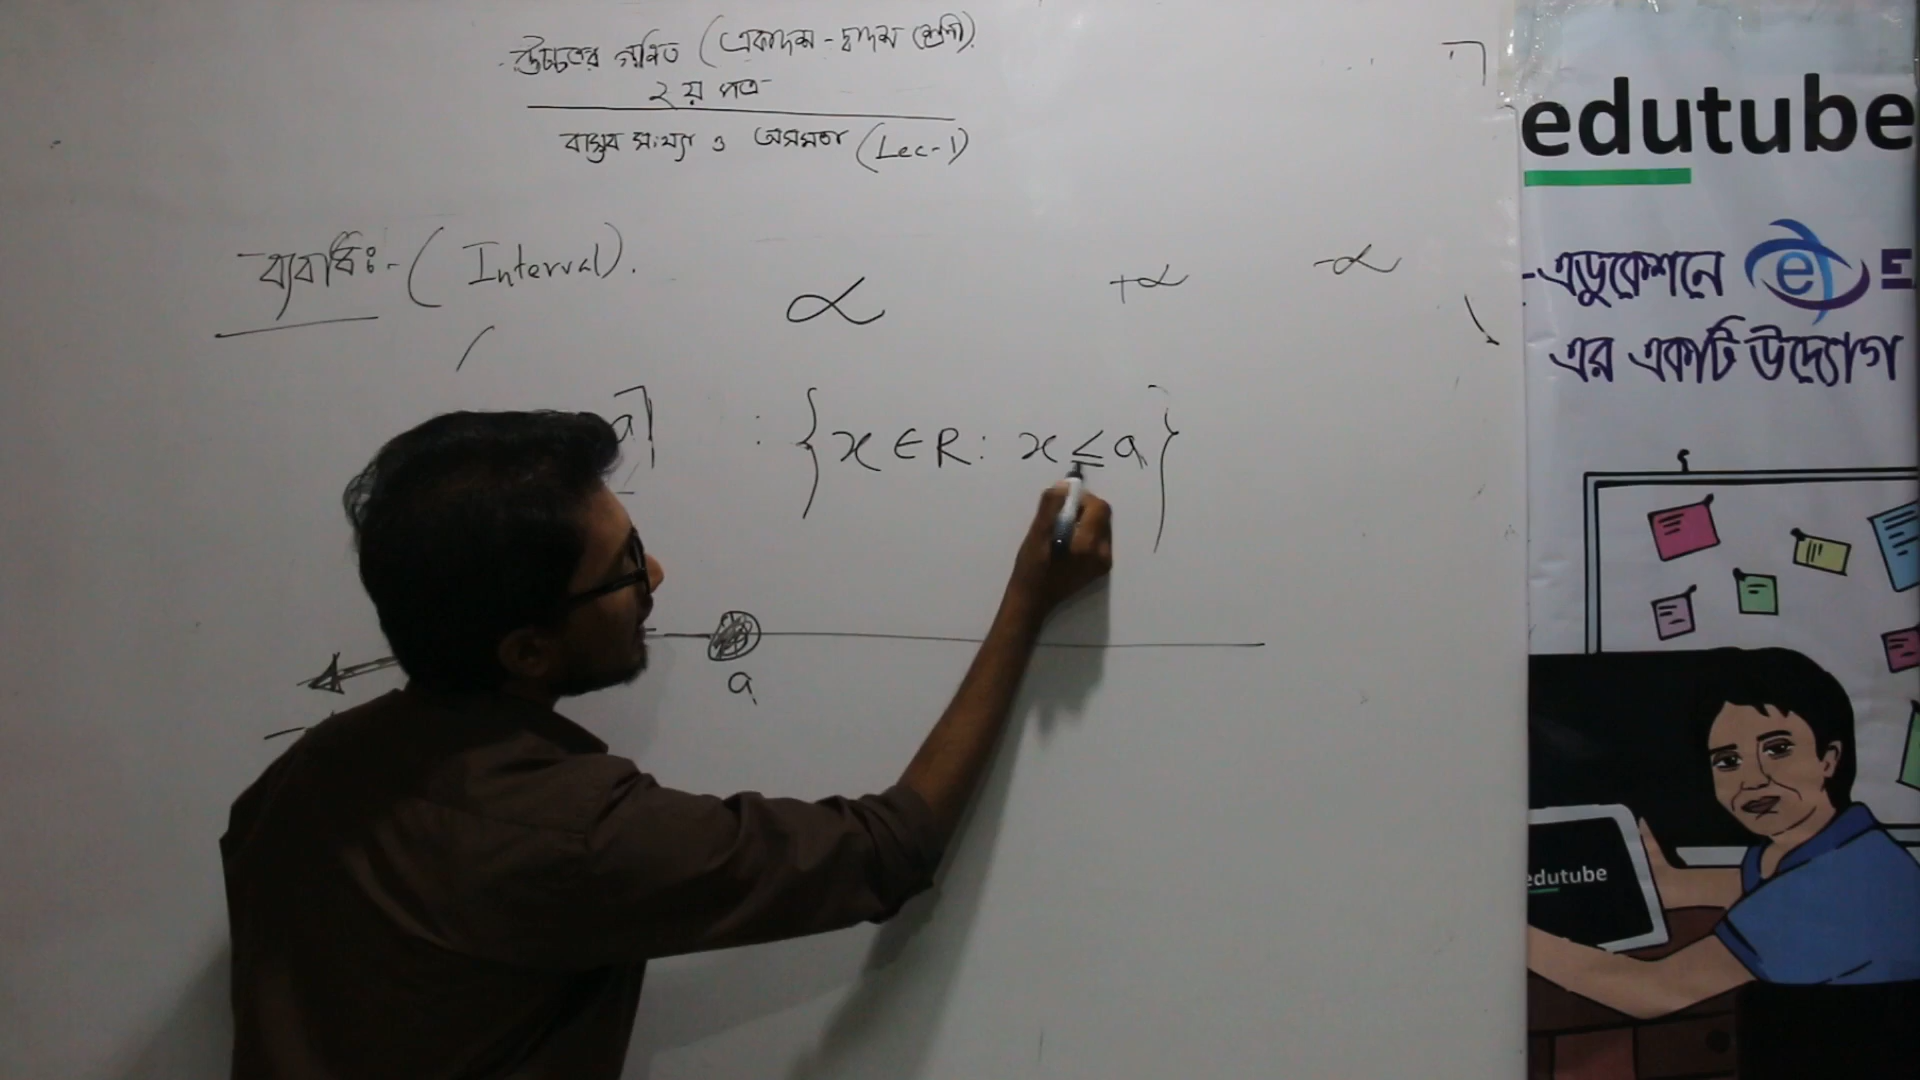 উচ্চতর গণিত (একাদশ - দ্বাদশ শ্রেণী).
২য় পত্র
বাস্তব সংখ্যা ও অসমতা (Lec-1)
ব্যবধিঃ- ( Interval).
∝ +∝ -∝
a] : {x ∈ R: x ≤ a}
a
edutube
-এডুকেশনে e
এর একটি উদ্যোগ
edutube